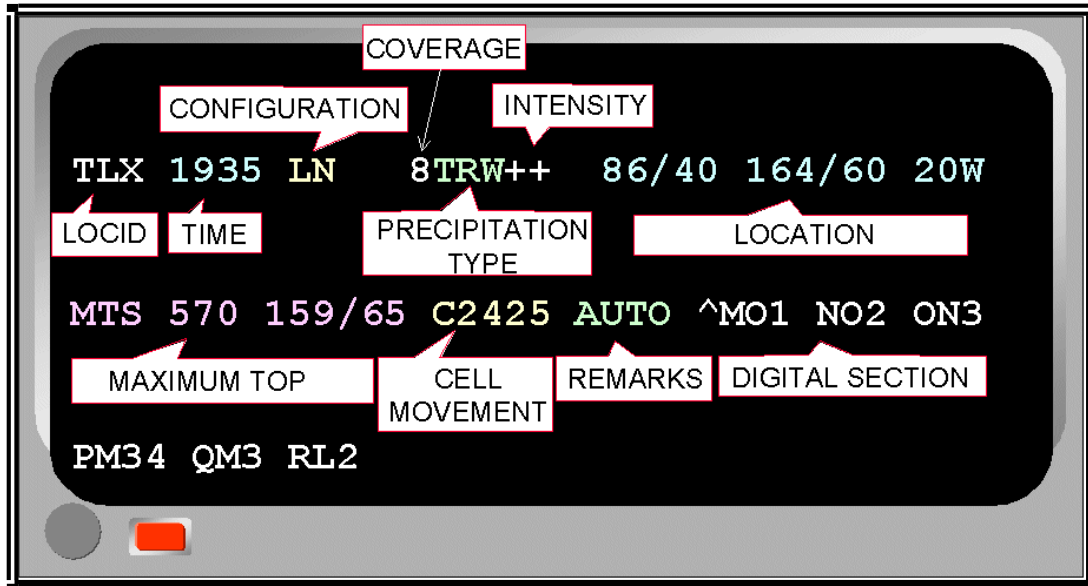 COVERAGE
CONFIGURATION INTENSITY
TLX 1935 LN 8TRW++ 86/40 164/60 20W
LOCID TIME PRECIPITATION TYPE LOCATION
MTS 570 159/65 C2425 AUTO ^MO1 NO2 ON3
MAXIMUM TOP CELL MOVEMENT REMARKS DIGITAL SECTION
PM34 QM3 RL2